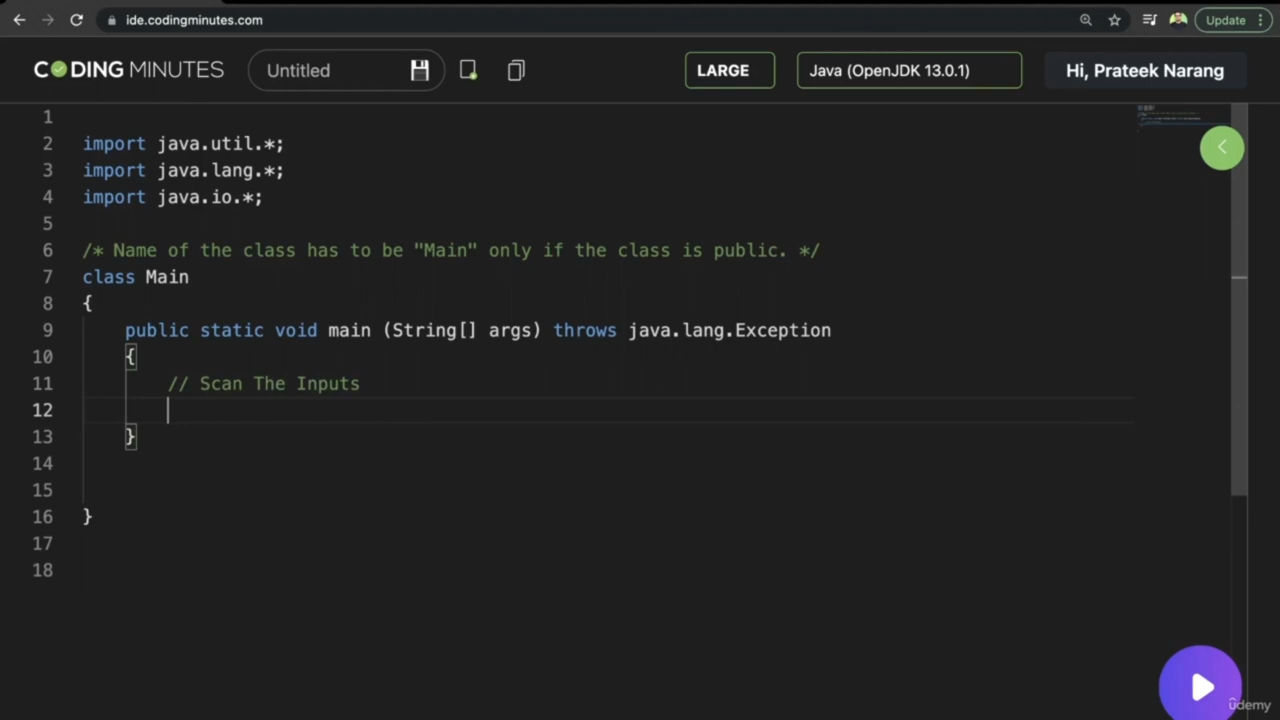 ide.codingminutes.com
Update
CODING MINUTES
Untitled
LARGE
Java (OpenJDK 13.0.1)
Hi, Prateek Narang
1
2 import java.util.*;
3 import java.lang.*;
4 import java.io.*;
5
6 /* Name of the class has to be "Main" only if the class is public. */
7 class Main
8 {
9 public static void main (String[] args) throws java.lang.Exception
10 {
11 // Scan The Inputs
12
13 }
14
15
16 }
17
18
udemy